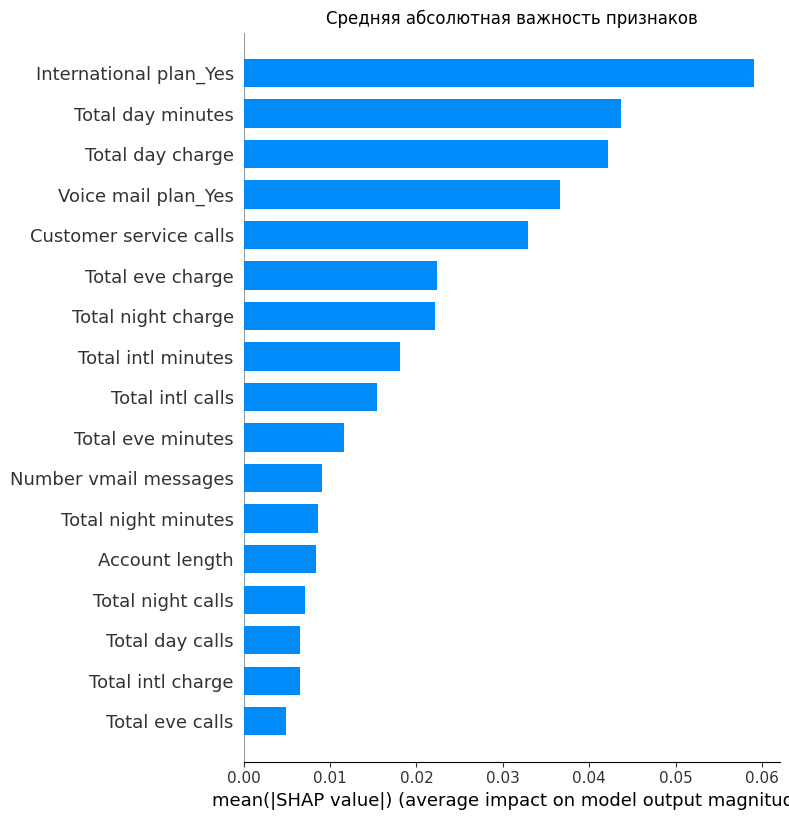 Средняя абсолютная важность признаков
International plan_Yes
Total day minutes
Total day charge
Voice mail plan_Yes
Customer service calls
Total eve charge
Total night charge
Total intl minutes
Total intl calls
Total eve minutes
Number vmail messages
Total night minutes
Account length
Total night calls
Total day calls
Total intl charge
Total eve calls
0.00 0.01 0.02 0.03 0.04 0.05 0.06
mean(|SHAP value|) (average impact on model output magnitud